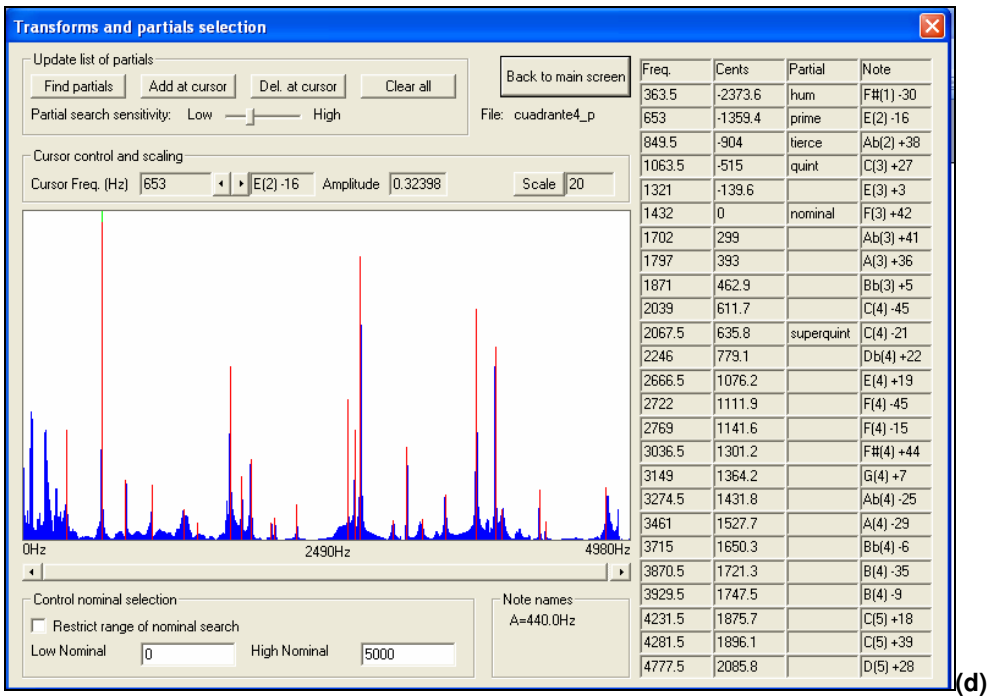 Transforms and partials selection
Update list of partials
Find partials Add at cursor Del. at cursor Clear all
Partial search sensitivity: Low High
Back to main screen
File: cuadrante4_p
Cursor control and scaling
Cursor Freq. (Hz) 653 E(2) -16 Amplitude 0.32398 Scale 20
0Hz 2490Hz 4980Hz
Control nominal selection
Restrict range of nominal search
Low Nominal 0 High Nominal 5000
Note names
A=440.0Hz
Freq. Cents Partial Note
363.5 -2373.6 hum F#(1) -30
653 -1359.4 prime E(2) -16
849.5 -904 tierce Ab(2) +38
1063.5 -515 quint C(3) +27
1321 -139.6 E(3) +3
1432 0 nominal F(3) +42
1702 299 Ab(3) +41
1797 393 A(3) +36
1871 462.9 Bb(3) +5
2039 611.7 C(4) -45
2067.5 635.8 superquint C(4) -21
2246 779.1 Db(4) +22
2666.5 1076.2 E(4) +19
2722 1111.9 F(4) -45
2769 1141.6 F(4) -15
3036.5 1301.2 F#(4) +44
3149 1364.2 G(4) +7
3274.5 1431.8 Ab(4) -25
3461 1527.7 A(4) -29
3715 1650.3 Bb(4) -6
3870.5 1721.3 B(4) -35
3929.5 1747.5 B(4) -9
4231.5 1875.7 C(5) +18
4281.5 1896.1 C(5) +39
4777.5 2085.8 D(5) +28
(d)